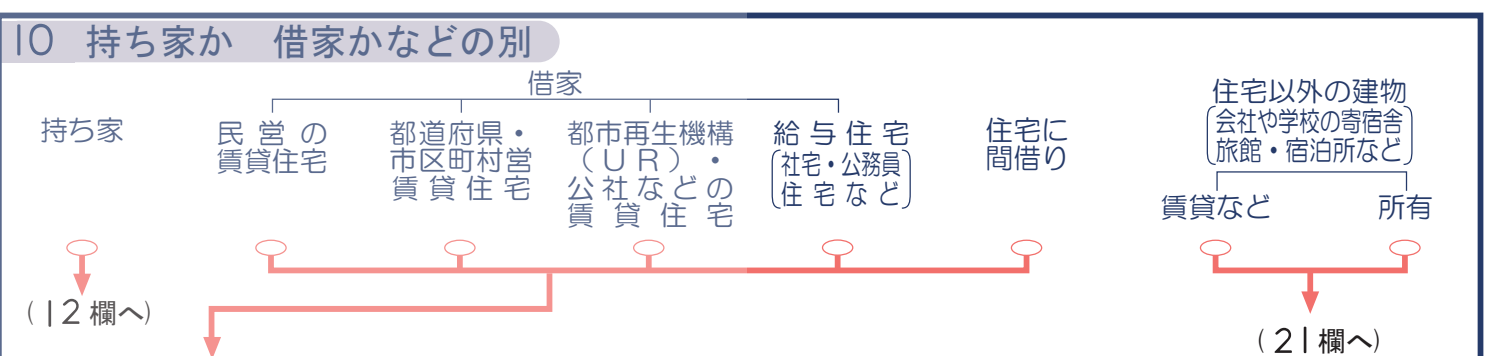 10 持ち家か 借家かなどの別
借家
持ち家
民営の
賃貸住宅
都道府県・
市区町村営
賃貸住宅
都市再生機構
(UR)・
公社などの
賃貸住宅
給与住宅
(社宅・公務員
住宅など)
住宅に
間借り
住宅以外の建物
(会社や学校の寄宿舎
旅館・宿泊所など)
賃貸など
所有
(12欄へ)
(21欄へ)